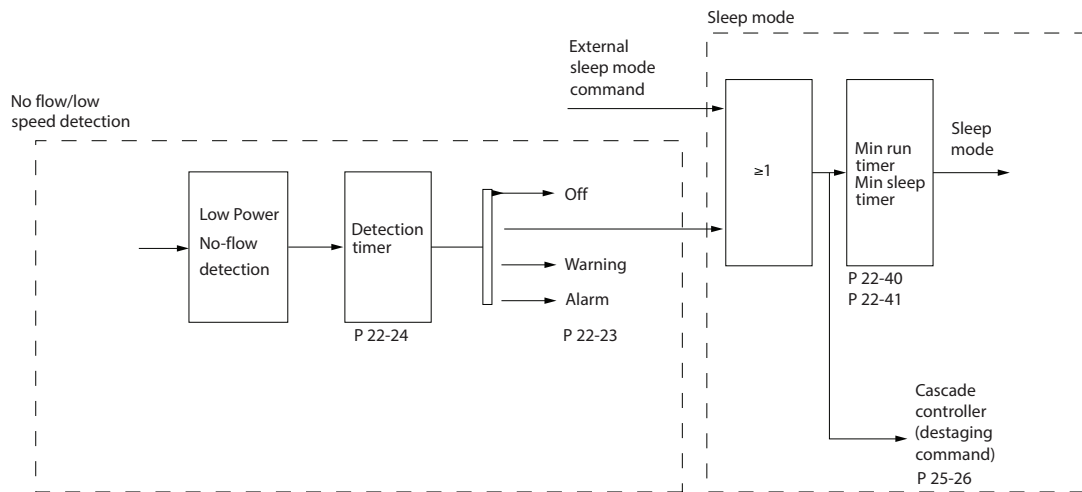 Sleep mode
External
sleep mode
command
No flow/low
speed detection
Low Power
No-flow
detection
Detection
timer
P 22-24
Off
Warning
Alarm
P 22-23
≥1
Min run
timer
Min sleep
timer
P 22-40
P 22-41
Sleep
mode
Cascade
controller
(destaging
command)
P 25-26